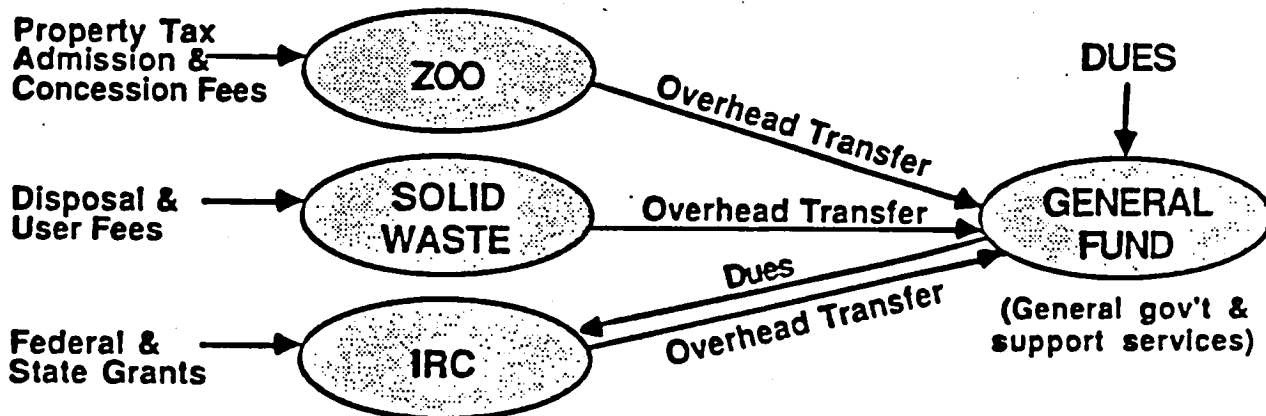 Property Tax
Admission &
Concession Fees
ZOO
Overhead Transfer
DUES
Disposal &
User Fees
SOLID
WASTE
Overhead Transfer
GENERAL
FUND
(General gov't &
support services)
Dues
Overhead Transfer
Federal &
State Grants
IRC